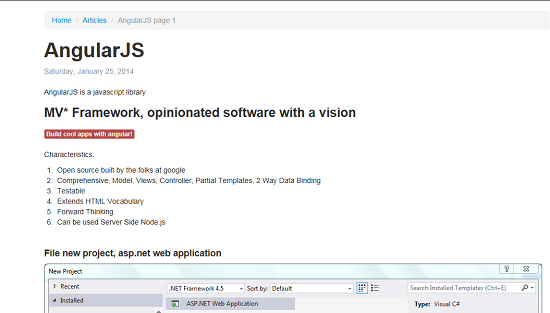 Home / Articles / AngularJS page 1
AngularJS
Saturday, January 25, 2014
AngularJS is a javascript library
MV* Framework, opinionated software with a vision
Build cool apps with angular!
Characteristics:
1. Open source built by the folks at google
2. Comprehensive, Model, Views, Controller, Partial Templates, 2 Way Data Binding
3. Testable
4. Extends HTML Vocabulary
5. Forward Thinking
6. Can be used Server Side Node.js
File new project, asp.net web application
New Project
Recent
.NET Framework 4.5 Sort by: Default
Search Installed Templates (Ctrl+E)
Installed
ASP.NET Web Application
Type: Visual C#